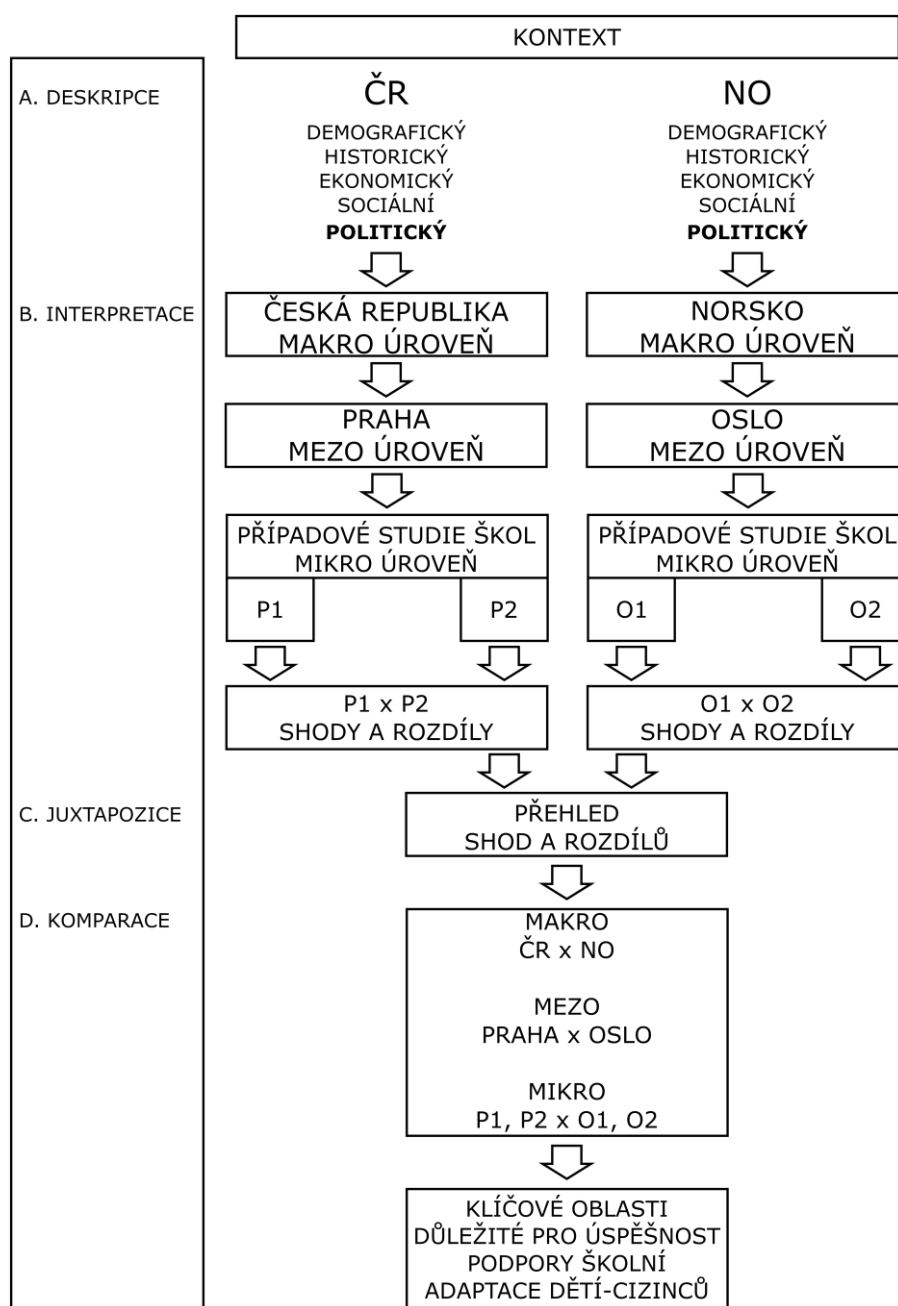 KONTEXT
A. DESKRIPCE
ČR
NO
DEMOGRAFICKÝ
HISTORICKÝ
EKONOMICKÝ
SOCIÁLNÍ
POLITICKÝ
DEMOGRAFICKÝ
HISTORICKÝ
EKONOMICKÝ
SOCIÁLNÍ
POLITICKÝ
B. INTERPRETACE
ČESKÁ REPUBLIKA
MAKRO ÚROVEŇ
NORSKO
MAKRO ÚROVEŇ
PRAHA
MEZO ÚROVEŇ
OSLO
MEZO ÚROVEŇ
PŘÍPADOVÉ STUDIE ŠKOL
MIKRO ÚROVEŇ
PŘÍPADOVÉ STUDIE ŠKOL
MIKRO ÚROVEŇ
P1
P2
O1
O2
P1 x P2
SHODY A ROZDÍLY
O1 x O2
SHODY A ROZDÍLY
C. JUXTAPOZICE
PŘEHLED
SHOD A ROZDÍLŮ
D. KOMPARACE
MAKRO
ČR x NO
MEZO
PRAHA x OSLO
MIKRO
P1, P2 x O1, O2
KLÍČOVÉ OBLASTI
DŮLEŽITÉ PRO ÚSPĚŠNOST
PODPORY ŠKOLNÍ
ADAPTACE DĚTÍ-CIZINCŮ